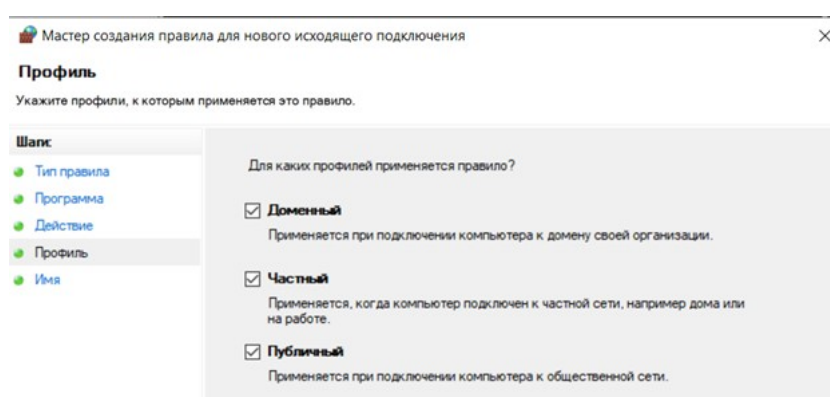 Мастер создания правила для нового исходящего подключения
Профиль
Укажите профили, к которым применяется это правило.
Шаги:
Тип правила
Программа
Действие
Профиль
Имя
Для каких профилей применяется правило?
Доменный
Применяется при подключении компьютера к домену своей организации.
Частный
Применяется, когда компьютер подключен к частной сети, например дома или
на работе.
Публичный
Применяется при подключении компьютера к общественной сети.